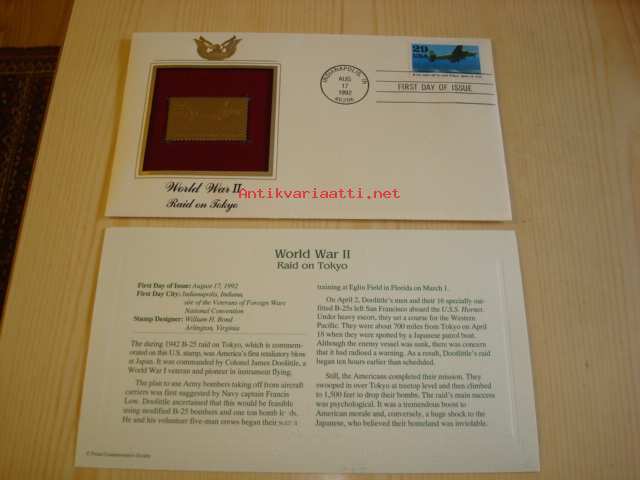 29
USA
INDIANAPOLIS, IN
AUG
17
1992
FIRST DAY OF ISSUE
World War II
Raid on Tokyo
Antikvariaatti.net
World War II
Raid on Tokyo
First Day of Issue: August 17, 1992
First Day City: Indianapolis, Indiana,
site of the Veterans of Foreign Wars
National Convention
Stamp Designer: William H. Bond
Arlington, Virginia
The during 1942 B-25 raid on Tokyo, which is commem-
orated on this U.S. stamp, was America's first retaliatory blow
at Japan. It was commanded by Colonel James Doolittle, a
World War I veteran and pioneer in instrument flying.
The plan to use Army bombers taking off from aircraft
carriers was first suggested by Navy captain Francis
Low. Doolittle ascertained that this would be feasible
using modified B-25 bombers and one ton bomb
He and his volunteer five-man crews began their
training at Eglin Field in Florida on March 1.
On April 2, Doolittle's men and their 16 specially out-
fitted B-25s left San Francisco aboard the U.S.S. Hornet.
Under heavy escort, they set a course for the Western
Pacific. They were about 700 miles from Tokyo on April
18 when they were spotted by a Japanese patrol boat.
Although the enemy vessel was sunk, there was concern
that it had radioed a warning. As a result, Doolittle's raid
began ten hours earlier than scheduled.
Still, the Americans completed their mission. They
swooped in over Tokyo at treetop level and then climbed
to 1,500 feet to drop their bombs. The raid's main success
was psychological. It was a tremendous boost to
American morale and, conversely, a huge shock to the
Japanese, who believed their homeland was inviolable.